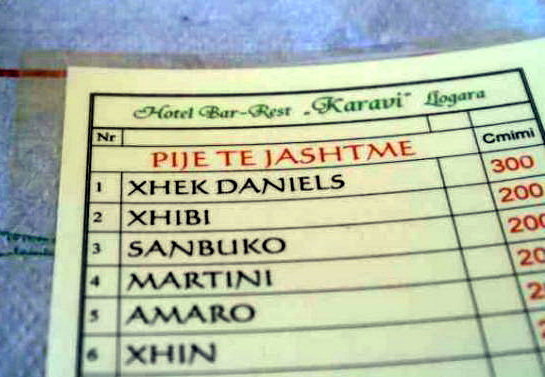 Hotel Bar-Rest „Karavi" Llogara
Nr Cmimi
PIJE TE JASHTME
1 XHEK DANIELS 300
2 XHIBI 200
3 SANBUKO 200
4 MARTINI
5 AMARO
6 XHIN